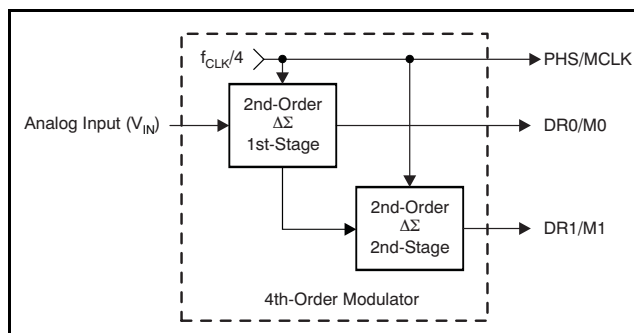 f_CLK/4
PHS/MCLK
2nd-Order
ΔΣ
1st-Stage
Analog Input (V_IN)
DR0/M0
2nd-Order
ΔΣ
2nd-Stage
DR1/M1
4th-Order Modulator